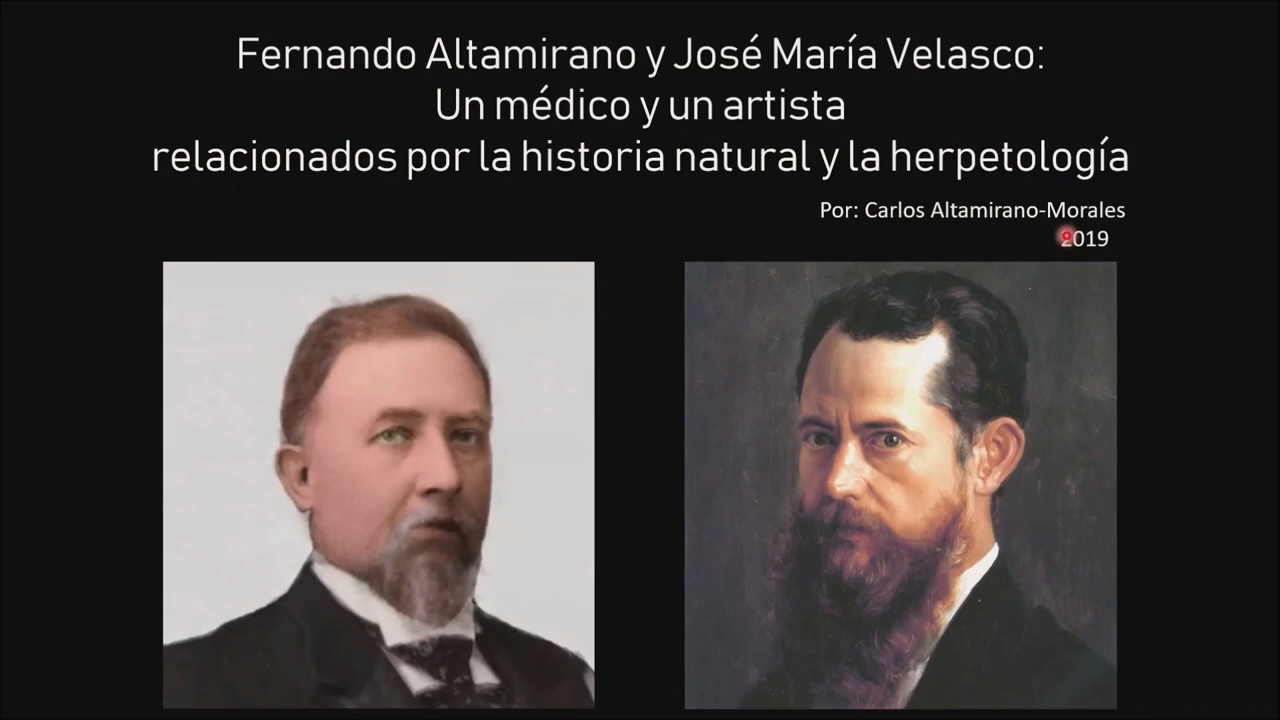 Fernando Altamirano y José María Velasco:
Un médico y un artista
relacionados por la historia natural y la herpetología
Por: Carlos Altamirano-Morales
2019